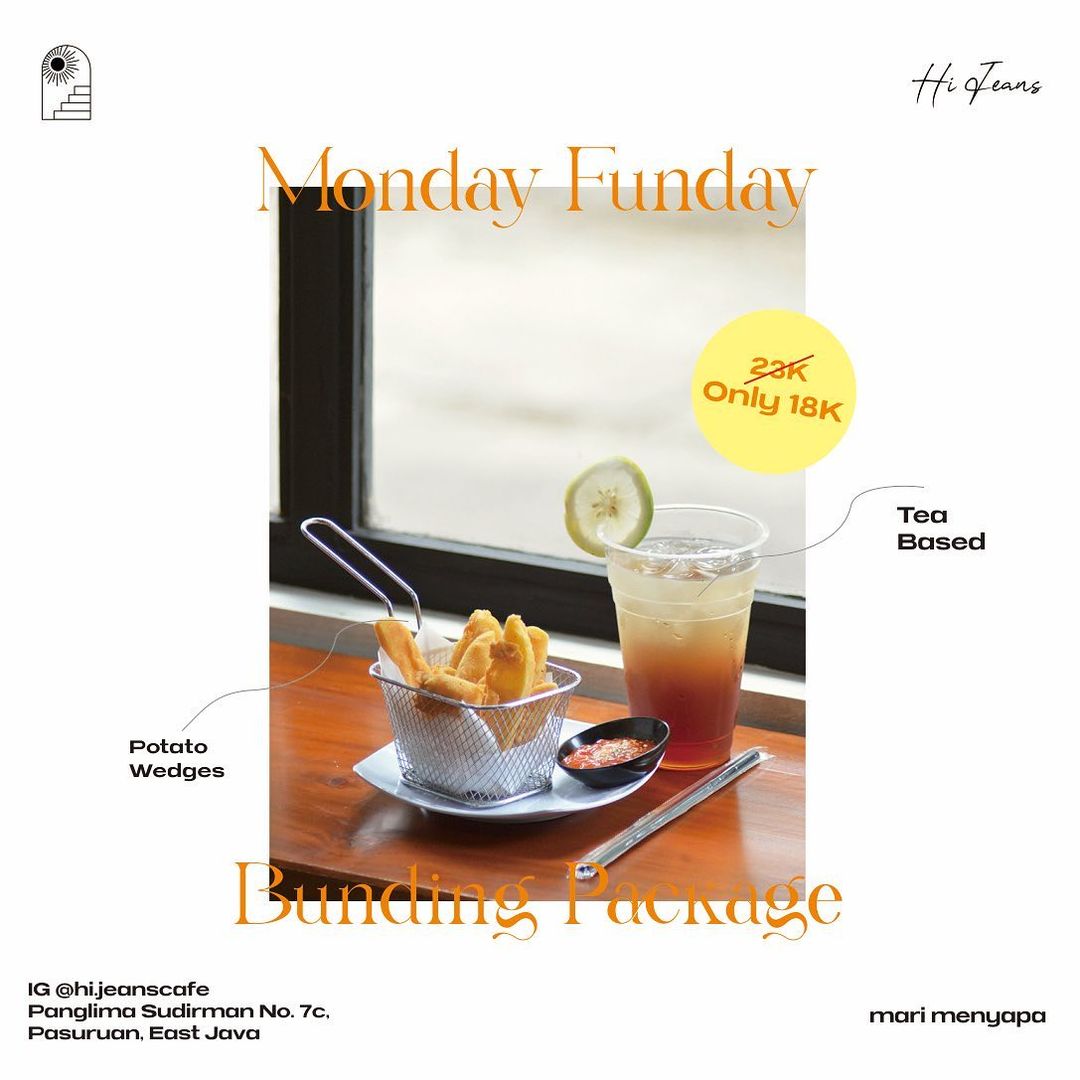 Hi Jeans
Monday Funday
23K
Only 18K
Tea
Based
Potato
Wedges
Bunding Package
IG @hi.jeanscafe
Panglima Sudirman No. 7c,
Pasuruan, East Java
mari menyapa